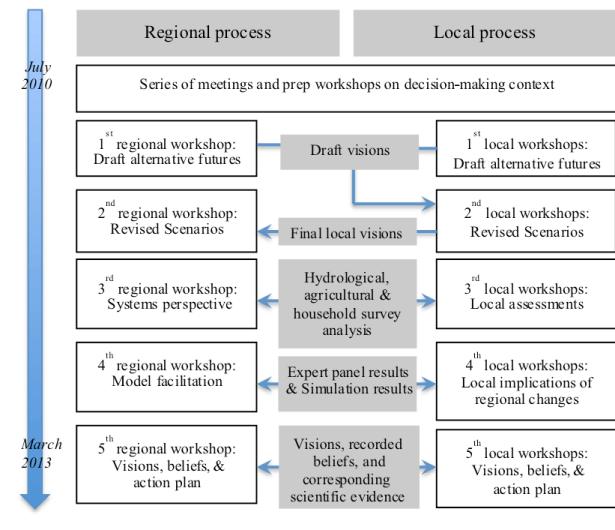 Regional process
Local process
July
2010
Series of meetings and prep workshops on decision-making context
1st regional workshop:
Draft alternative futures
Draft visions
1st local workshops:
Draft alternative futures
2nd regional workshop:
Revised Scenarios
Final local visions
2nd local workshops:
Revised Scenarios
3rd regional workshop:
Systems perspective
Hydrological,
agricultural &
household survey
analysis
3rd local workshops:
Local assessments
4th regional workshop:
Model facilitation
Expert panel results
& Simulation results
4th local workshops:
Local implications of
regional changes
March
2013
5th regional workshop:
Visions, beliefs, &
action plan
Visions, recorded
beliefs, and
corresponding
scientific evidence
5th local workshops:
Visions, beliefs, &
action plan